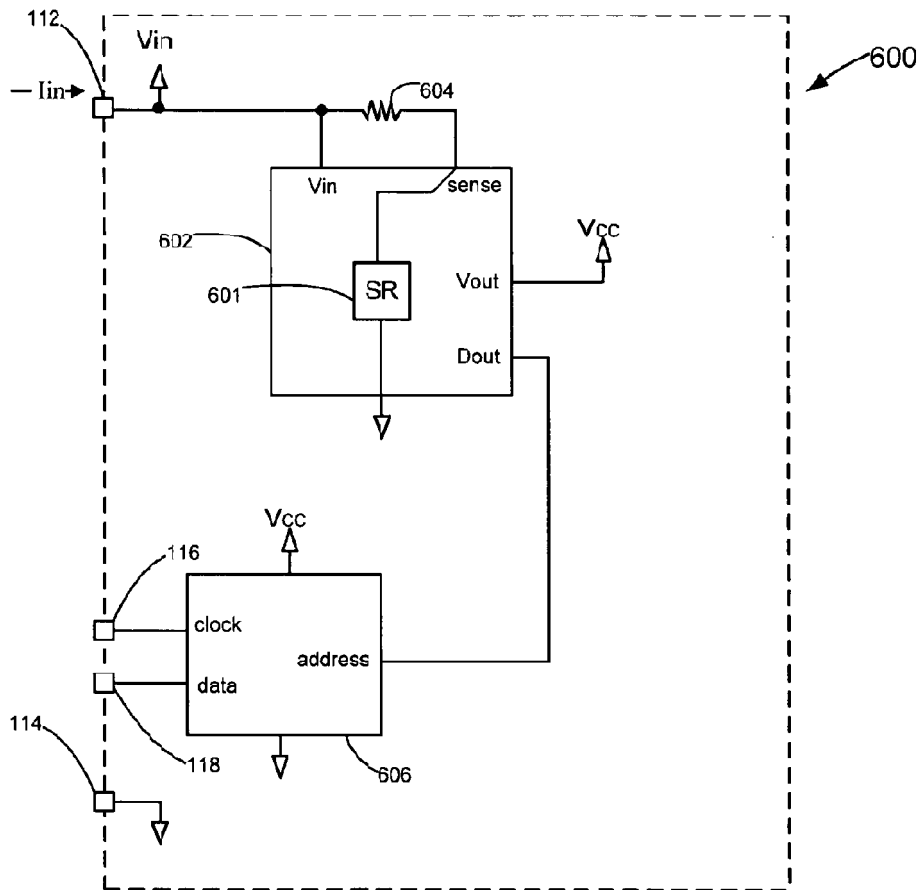 112
Vin
600
Iin
604
Vin
sense
602
Vcc
601
SR
Vout
Dout
Vcc
116
clock
address
data
114
118
606